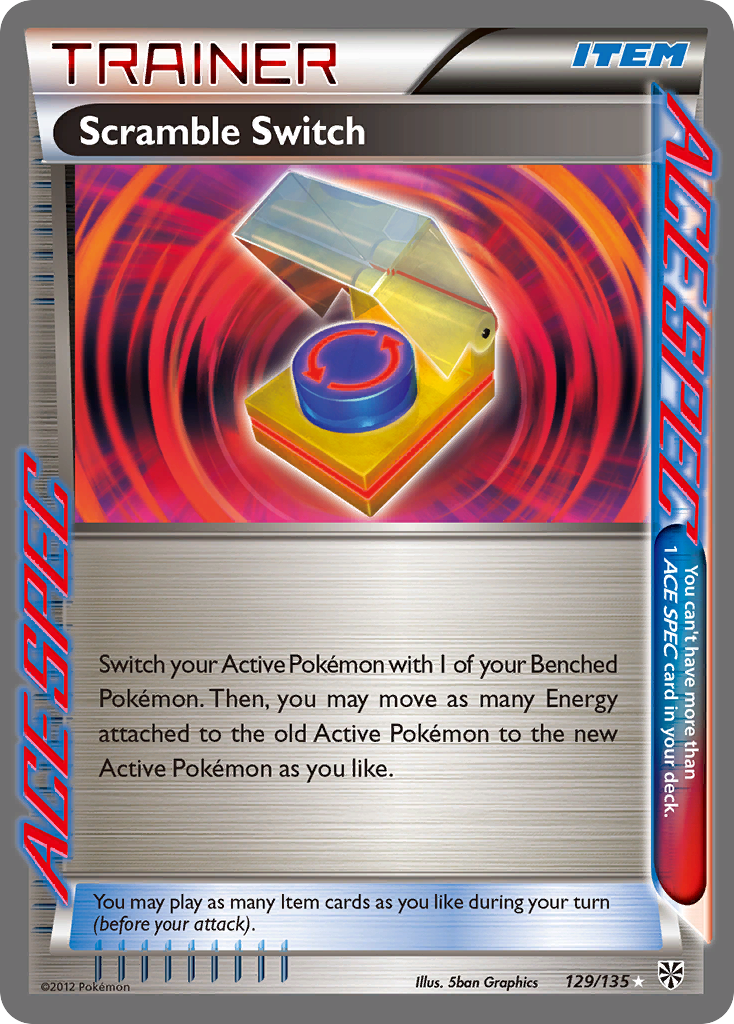 TRAINER
ITEM
Scramble Switch
ACE SPEC
ACE SPEC
You can't have more than
1 ACE SPEC card in your deck.
Switch your Active Pokémon with 1 of your Benched
Pokémon. Then, you may move as many Energy
attached to the old Active Pokémon to the new
Active Pokémon as you like.
You may play as many Item cards as you like during your turn
(before your attack).
©2012 Pokémon
Illus. 5ban Graphics
129/135